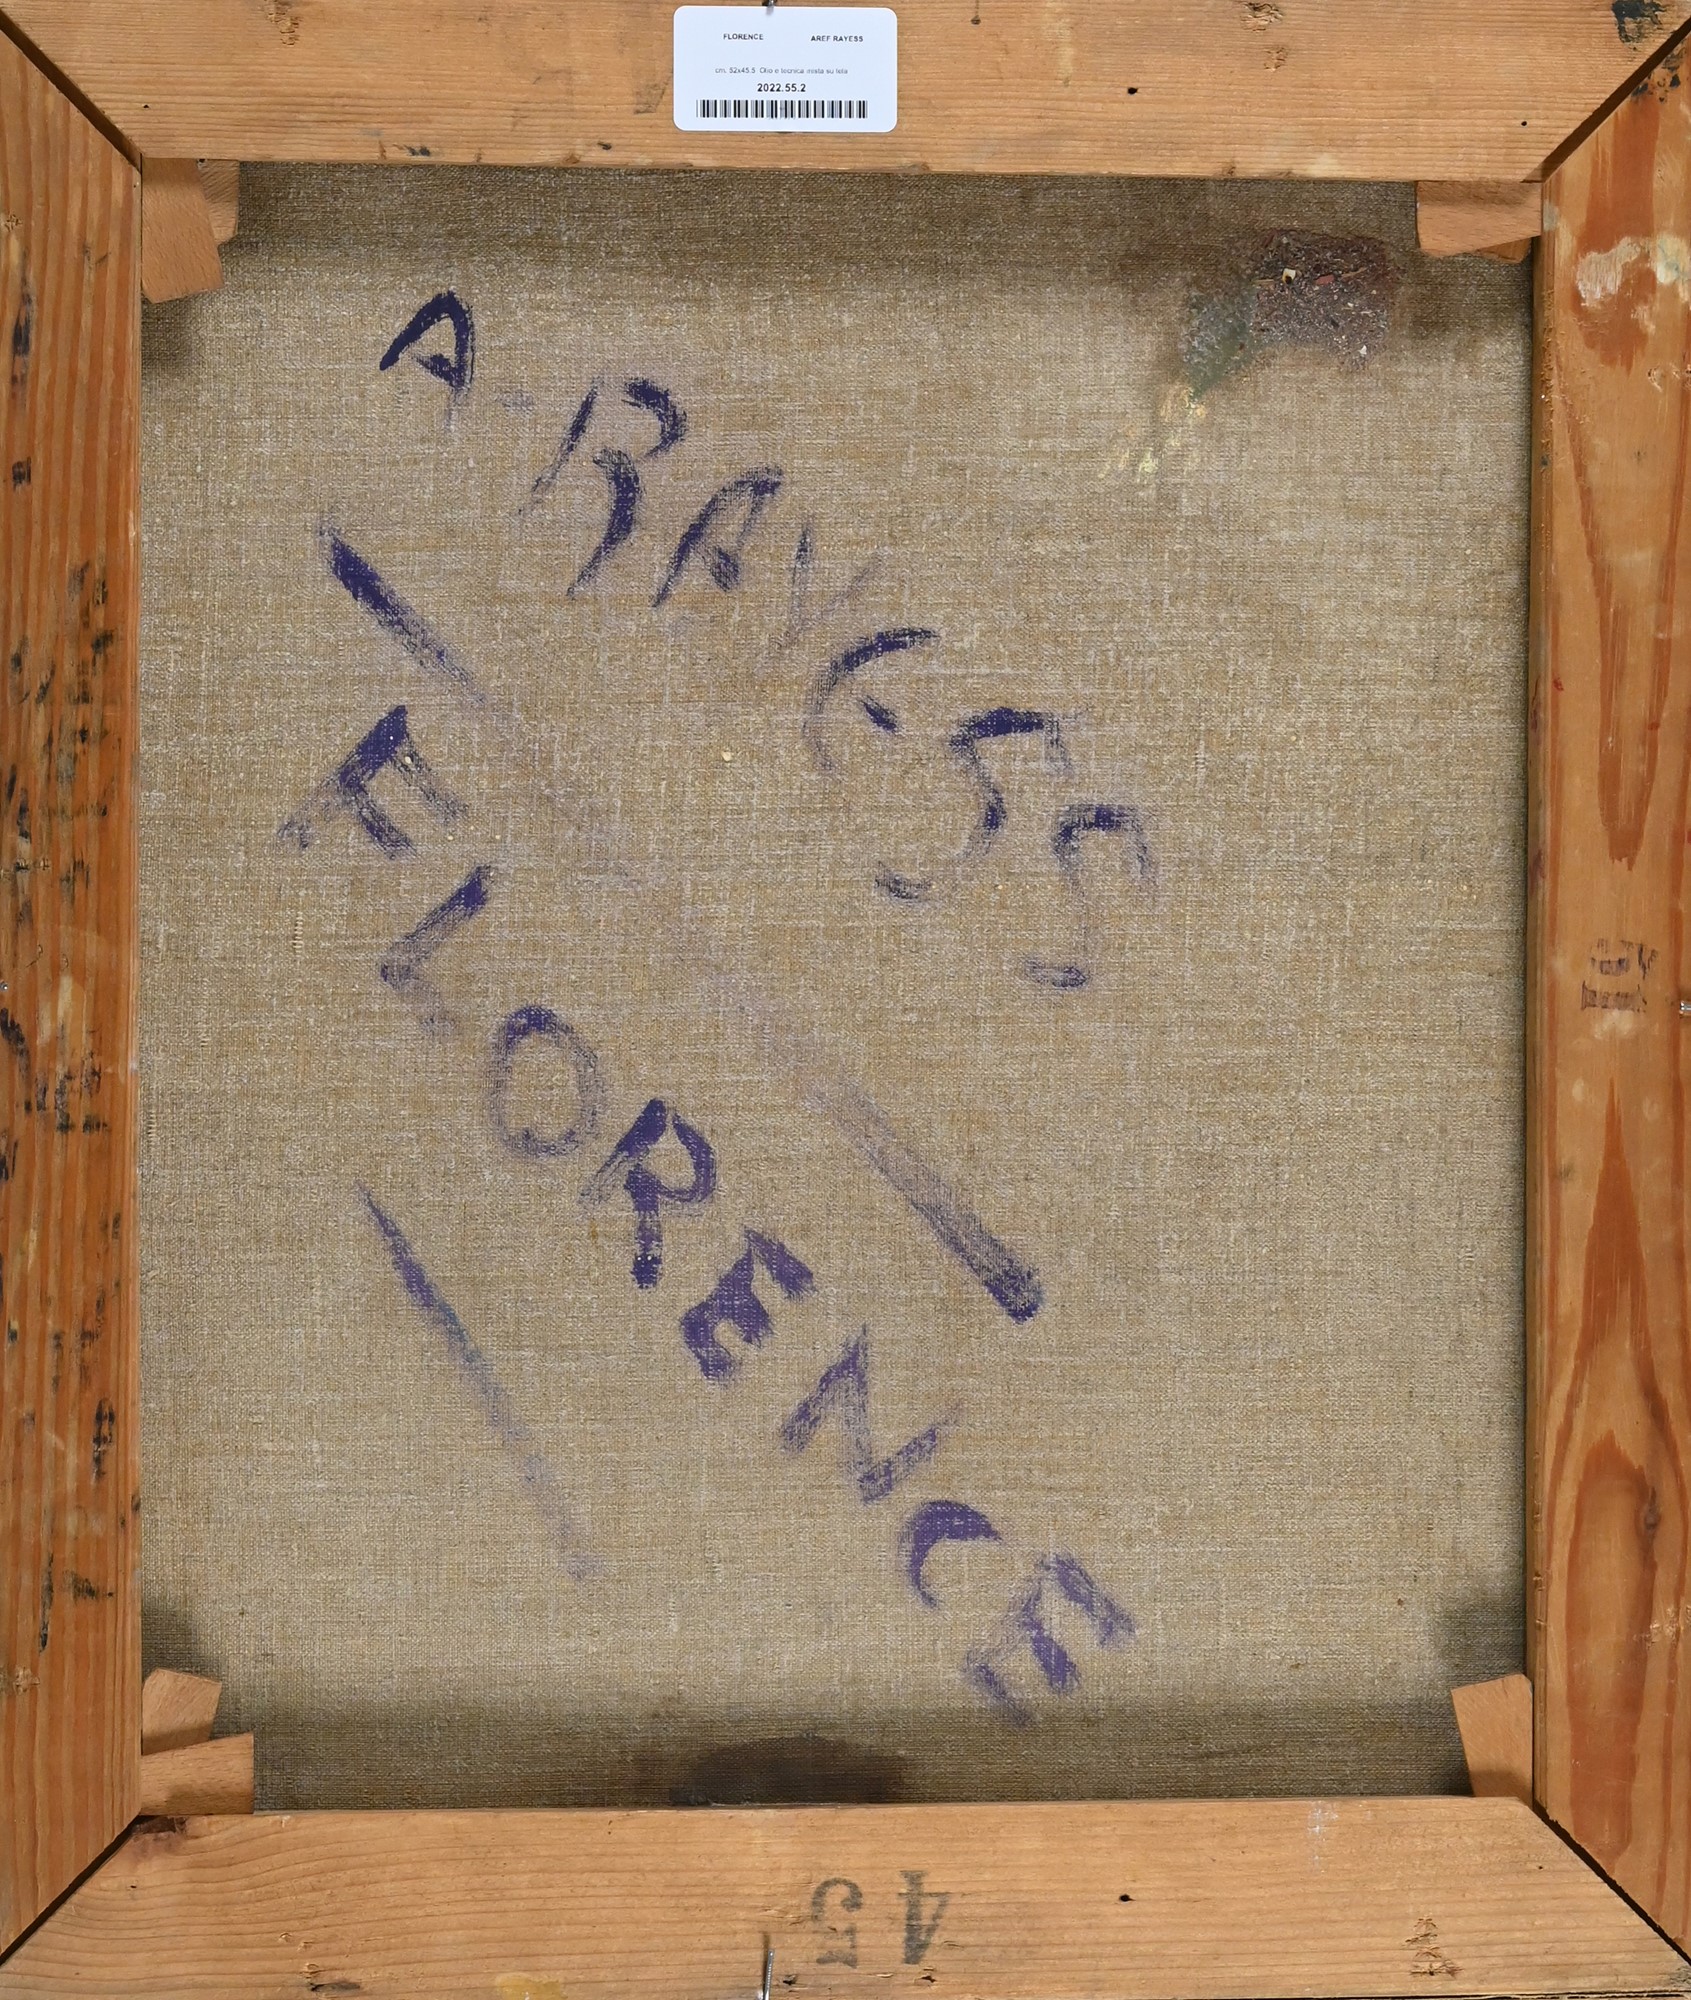 FLORENCE AREF RAYESS
cm. 52x45.5 Olio e tecnica mista su tela
2022.55.2
A. RAYESS
FLORENCE
45